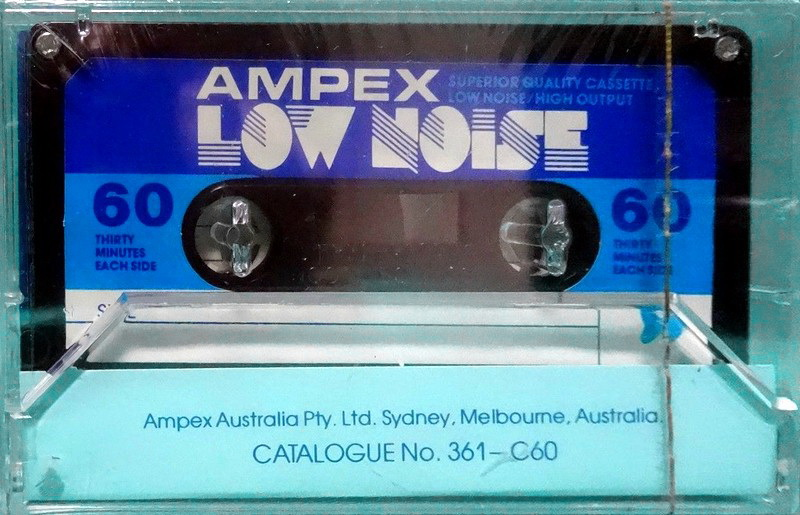 AMPEX
SUPERIOR QUALITY CASSETTE,
LOW NOISE/HIGH OUTPUT
LOW NOISE
60
THIRTY
MINUTES
EACH SIDE
60
THIRTY
MINUTES
EACH SIDE
Ampex Australia Pty. Ltd. Sydney, Melbourne, Australia.
CATALOGUE No. 361– C60